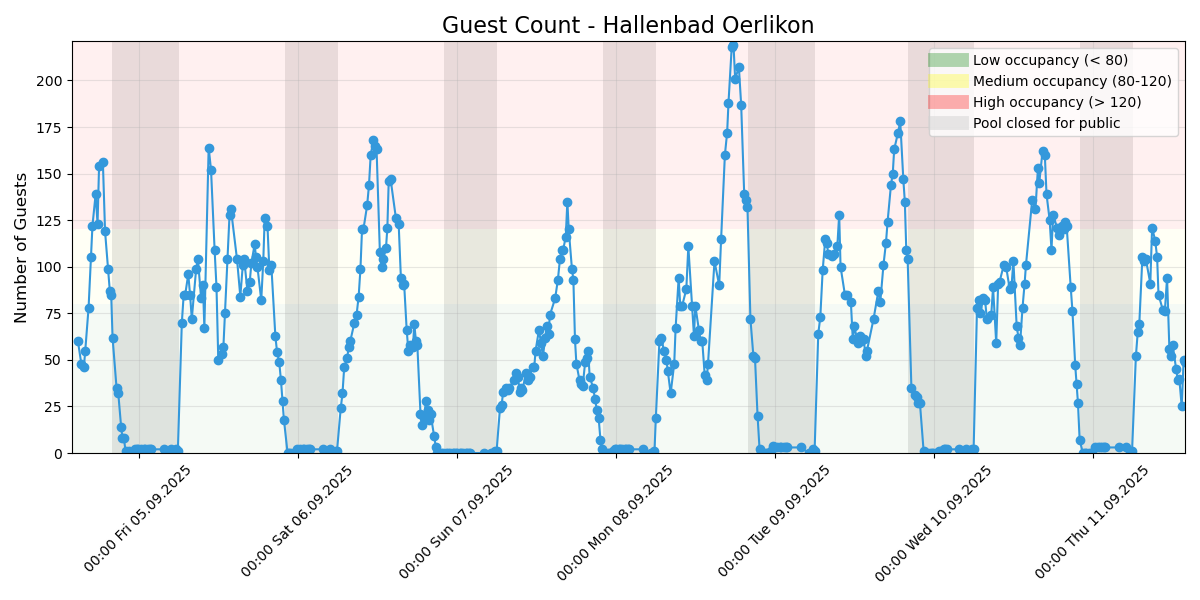 Guest Count - Hallenbad Oerlikon
Number of Guests
200
175
150
125
100
75
50
25
0
Low occupancy (< 80)
Medium occupancy (80-120)
High occupancy (> 120)
Pool closed for public
00:00 Fri 05.09.2025
00:00 Sat 06.09.2025
00:00 Sun 07.09.2025
00:00 Mon 08.09.2025
00:00 Tue 09.09.2025
00:00 Wed 10.09.2025
00:00 Thu 11.09.2025